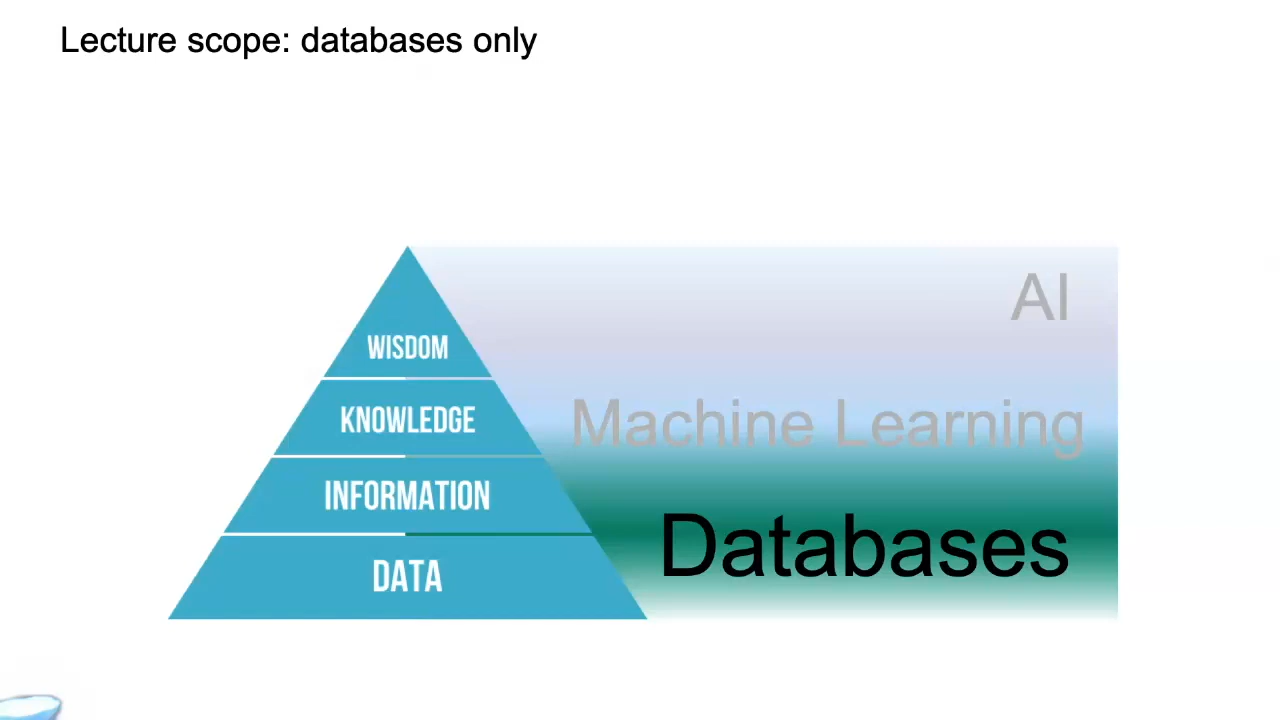 Lecture scope: databases only
AI
WISDOM
KNOWLEDGE
Machine Learning
INFORMATION
Databases
DATA